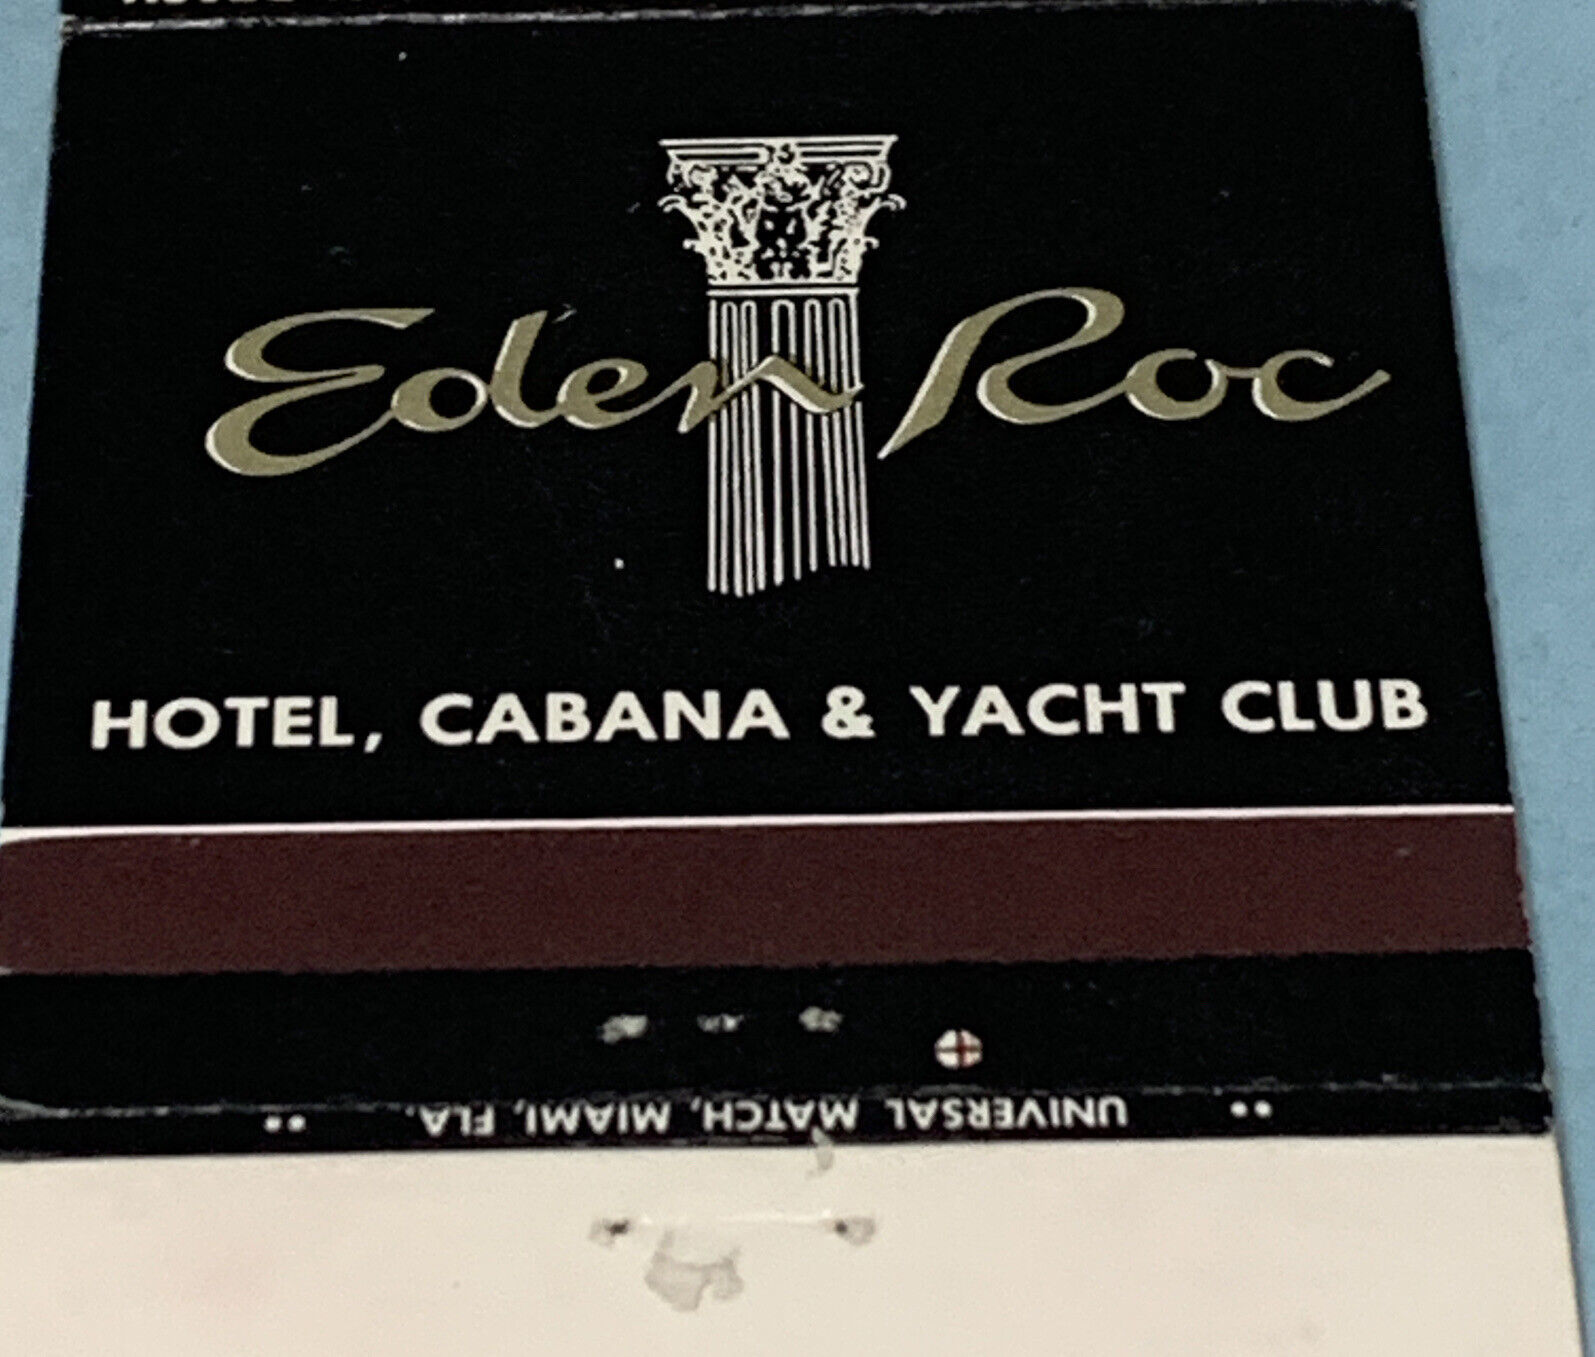 Eden Roc
HOTEL, CABANA & YACHT CLUB
UNIVERSAL MATCH, MIAMI, FLA.